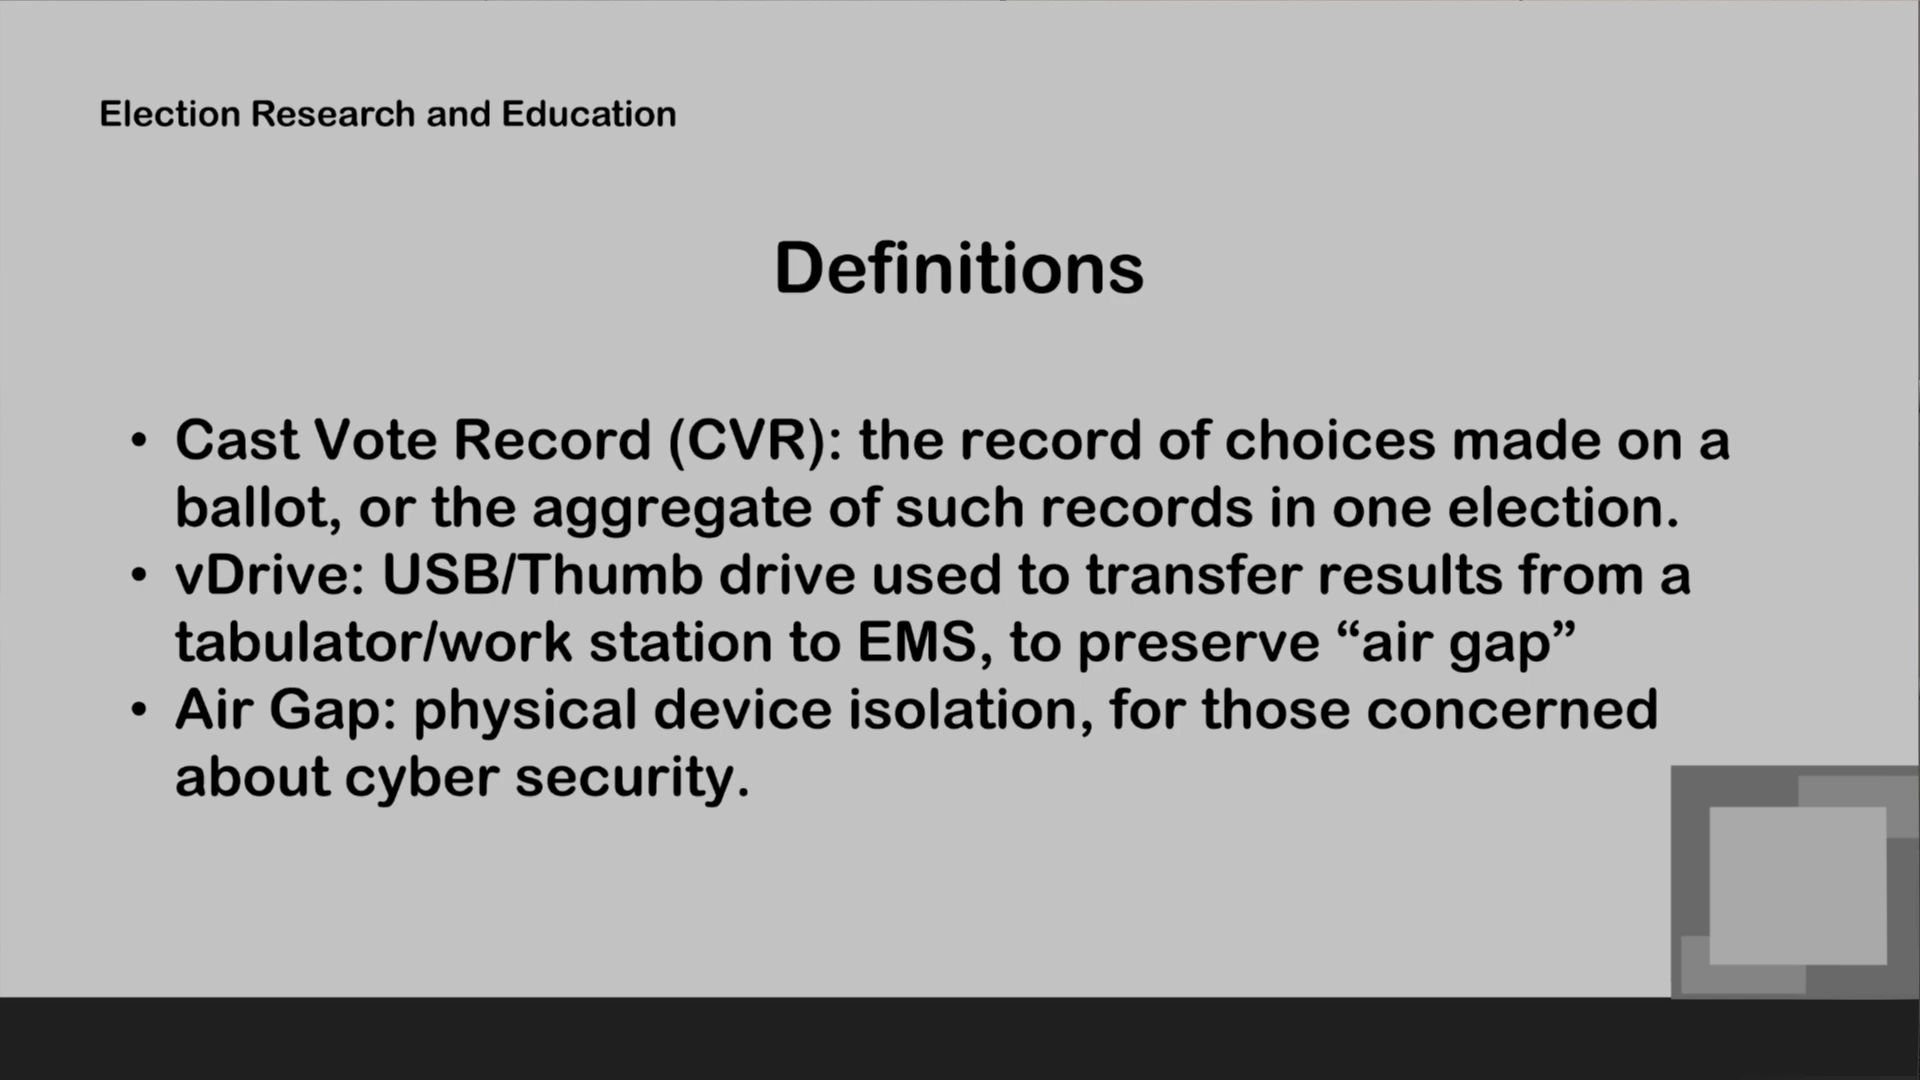 Election Research and Education
Definitions
• Cast Vote Record (CVR): the record of choices made on a
ballot, or the aggregate of such records in one election.
• vDrive: USB/Thumb drive used to transfer results from a
tabulator/work station to EMS, to preserve “air gap”
• Air Gap: physical device isolation, for those concerned
about cyber security.